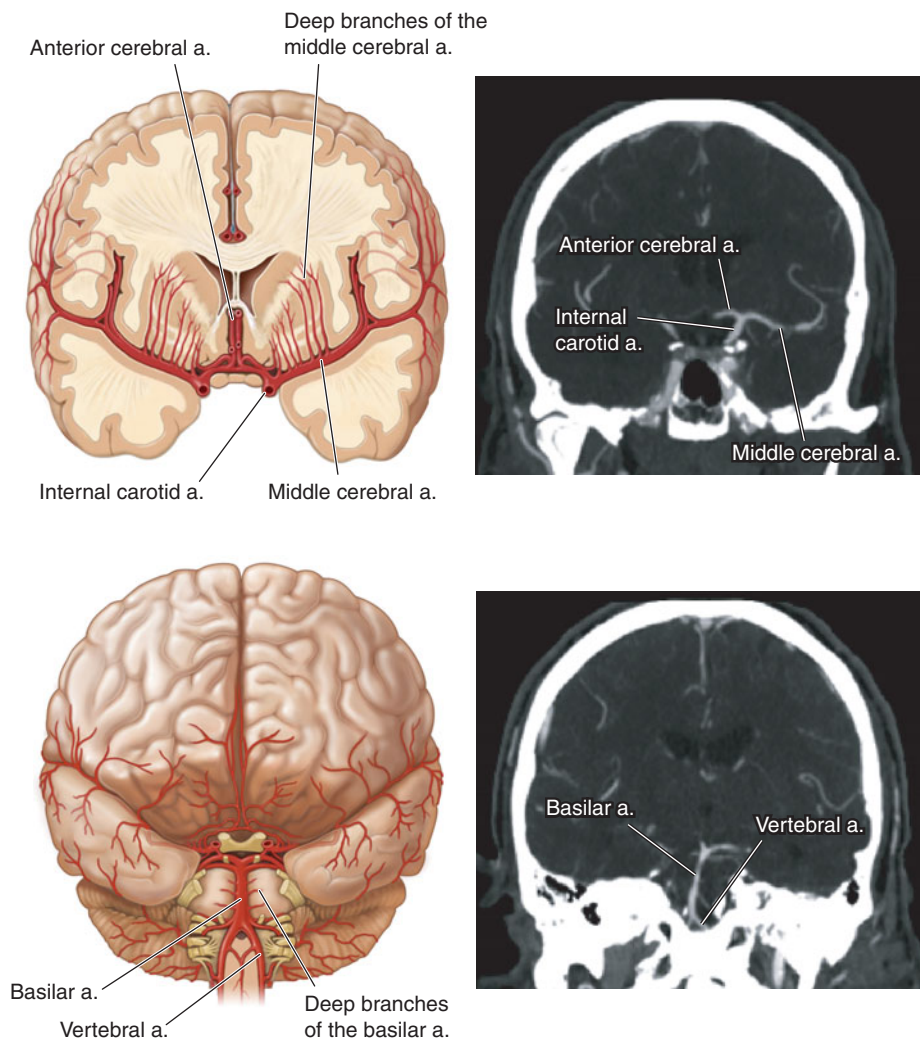 Anterior cerebral a.
Deep branches of the
middle cerebral a.
Internal carotid a.
Middle cerebral a.
Anterior cerebral a.
Internal
carotid a.
Middle cerebral a.
Basilar a.
Vertebral a.
Deep branches
of the basilar a.
Basilar a.
Vertebral a.